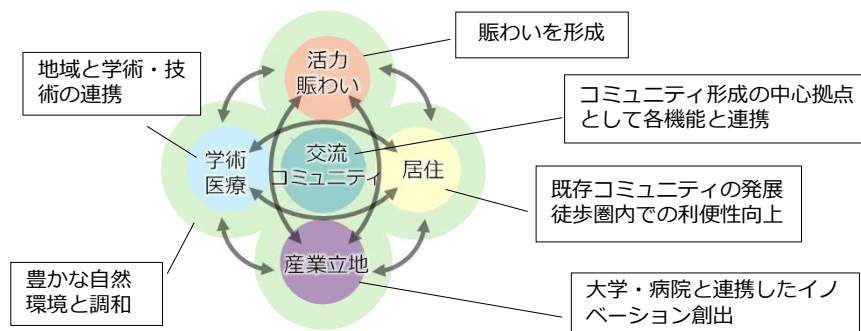 賑わいを形成
活力
賑わい
地域と学術・技
術の連携
コミュニティ形成の中心拠点
として各機能と連携
学術
医療
交流
コミュニティ
居住
既存コミュニティの発展
徒歩圏内での利便性向上
産業立地
豊かな自然
環境と調和
大学・病院と連携したイノ
ベーション創出